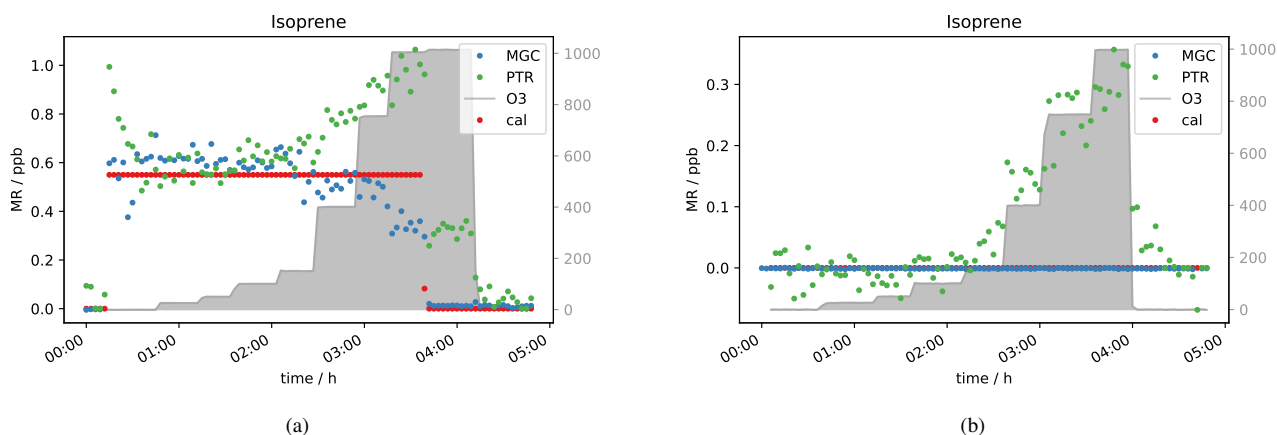 Isoprene
MR / ppb
1.0
0.8
0.6
0.4
0.2
0.0
1000
800
600
400
200
0
MGC
PTR
O3
cal
00:00
01:00
02:00
03:00
04:00
05:00
time / h
(a)
Isoprene
MR / ppb
0.3
0.2
0.1
0.0
1000
800
600
400
200
0
MGC
PTR
O3
cal
00:00
01:00
02:00
03:00
04:00
05:00
time / h
(b)